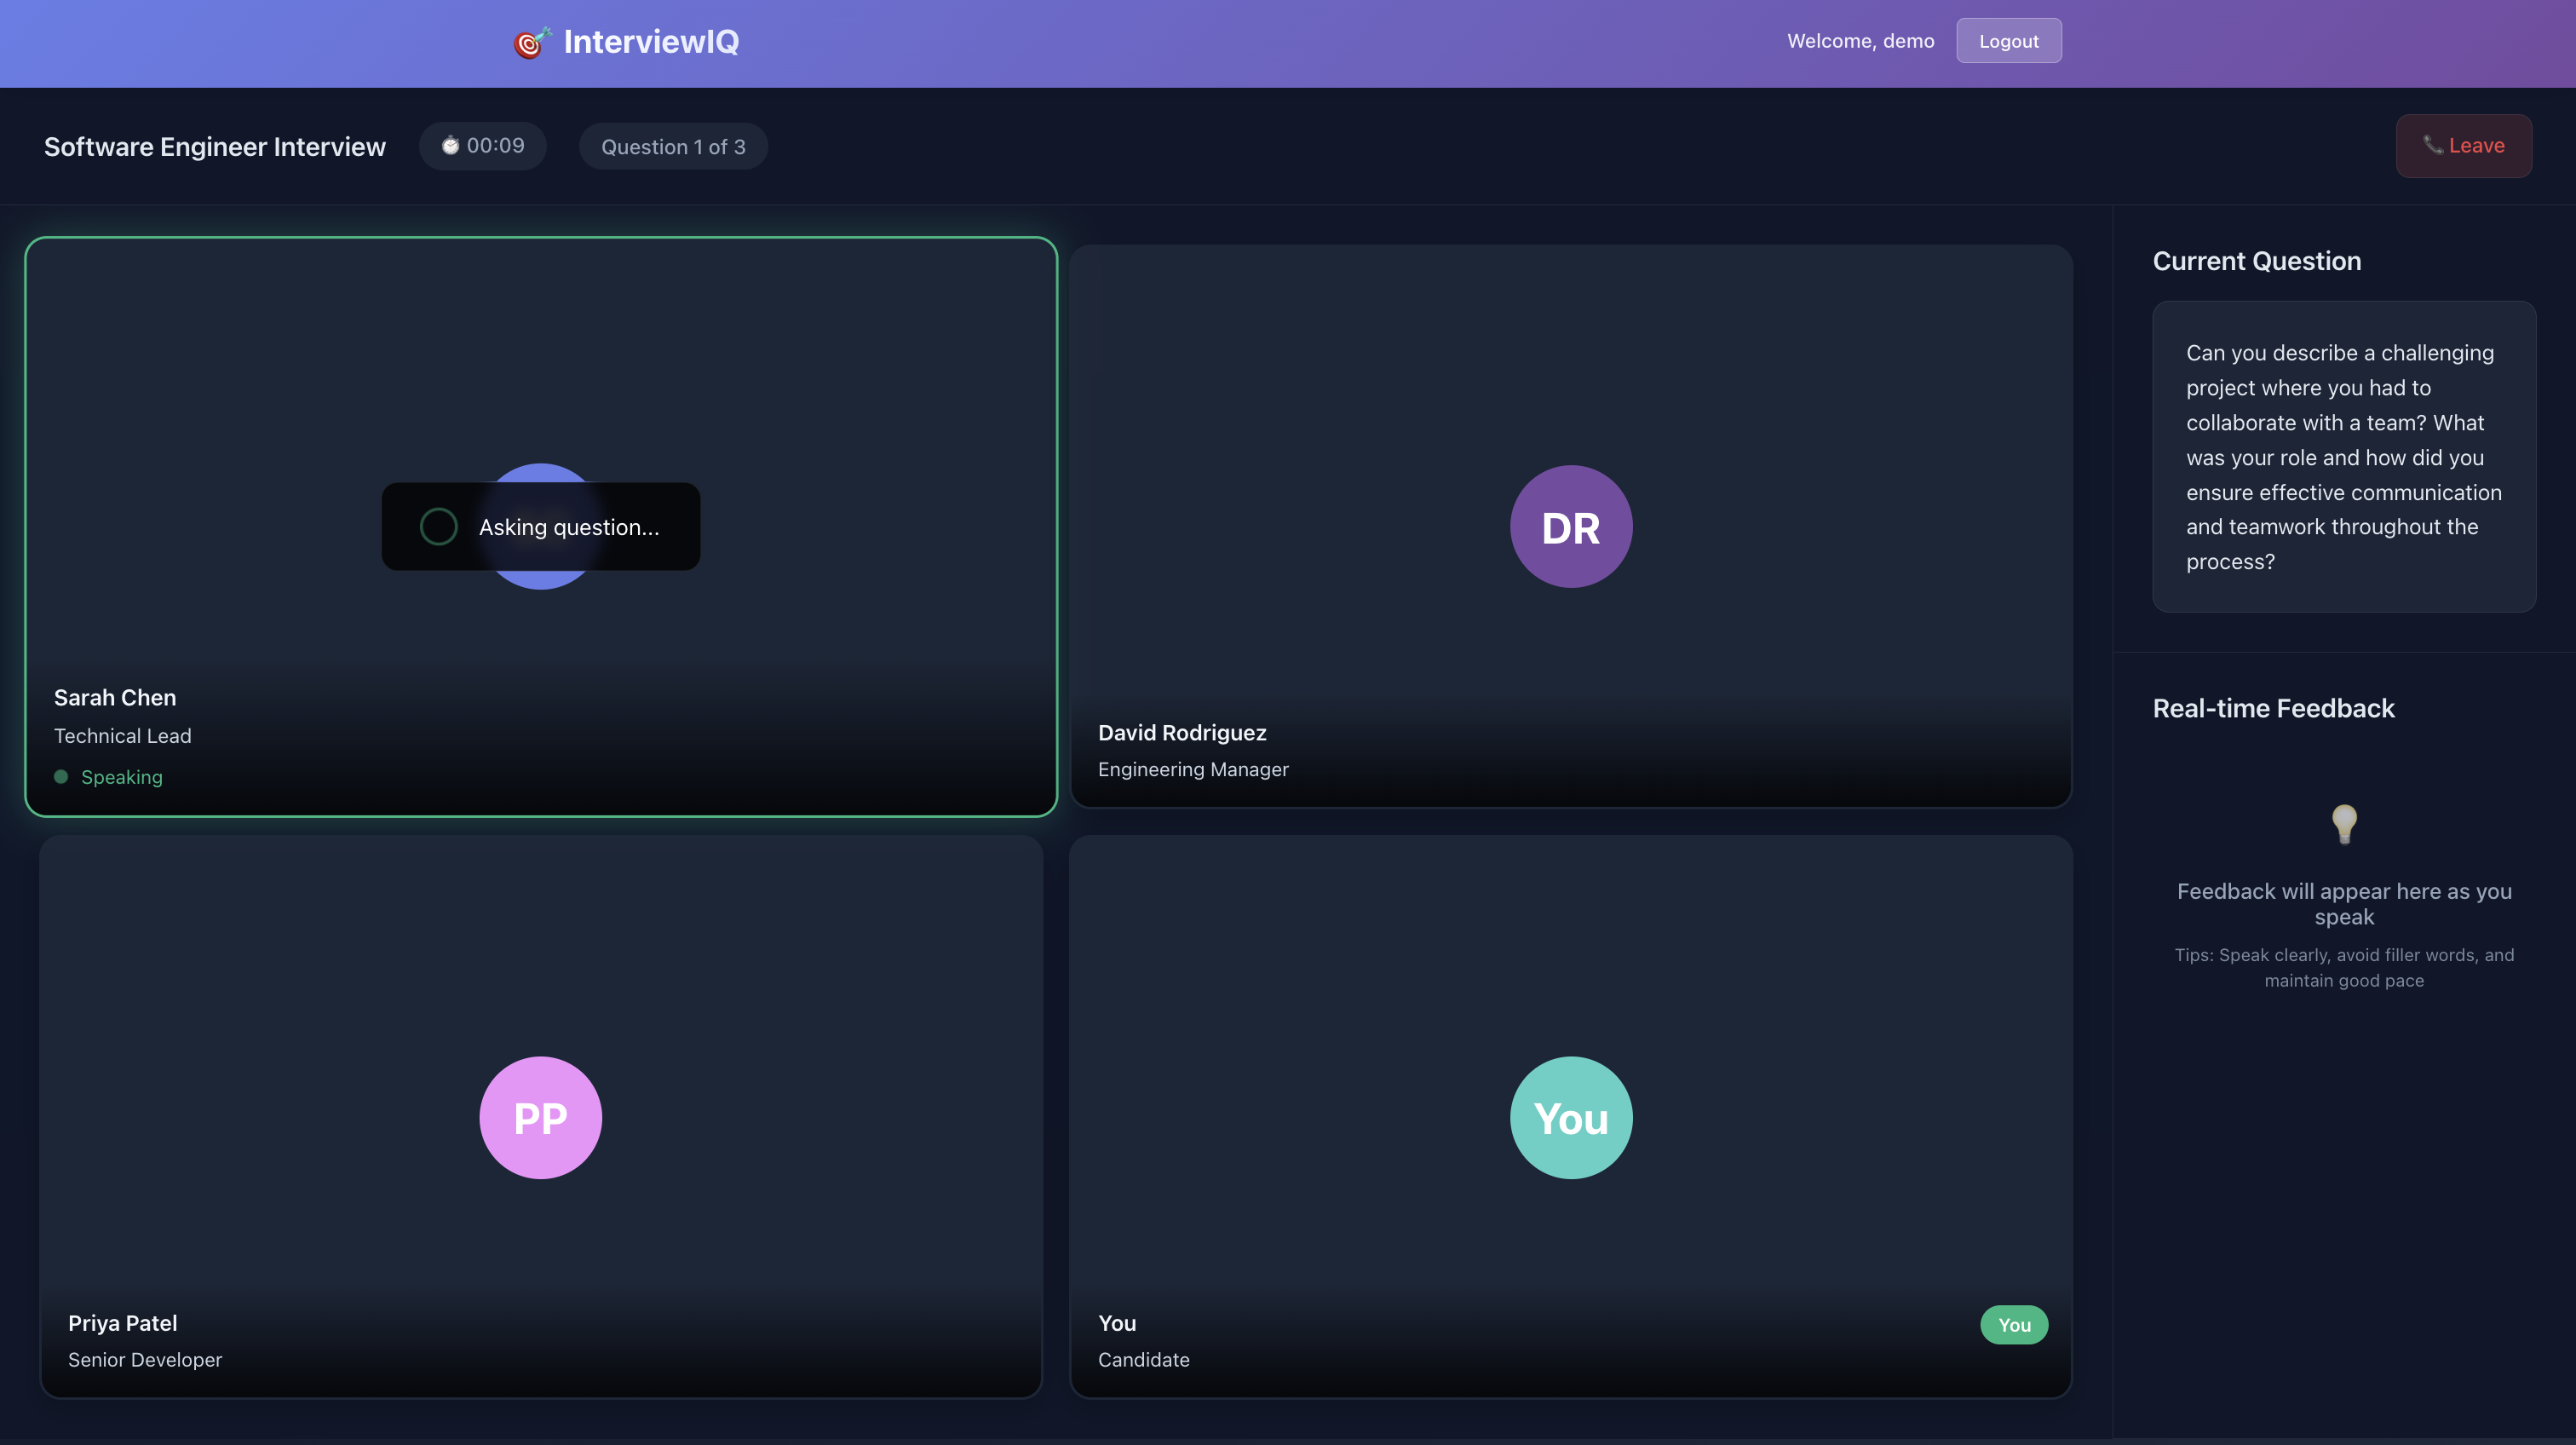 InterviewIQ
Welcome, demo
Logout
Software Engineer Interview
00:09
Question 1 of 3
Leave
Asking question...
Sarah Chen
Technical Lead
Speaking
DR
David Rodriguez
Engineering Manager
PP
Priya Patel
Senior Developer
You
You
Candidate
You
Current Question
Can you describe a challenging
project where you had to
collaborate with a team? What
was your role and how did you
ensure effective communication
and teamwork throughout the
process?
Real-time Feedback
Feedback will appear here as you
speak
Tips: Speak clearly, avoid filler words, and
maintain good pace